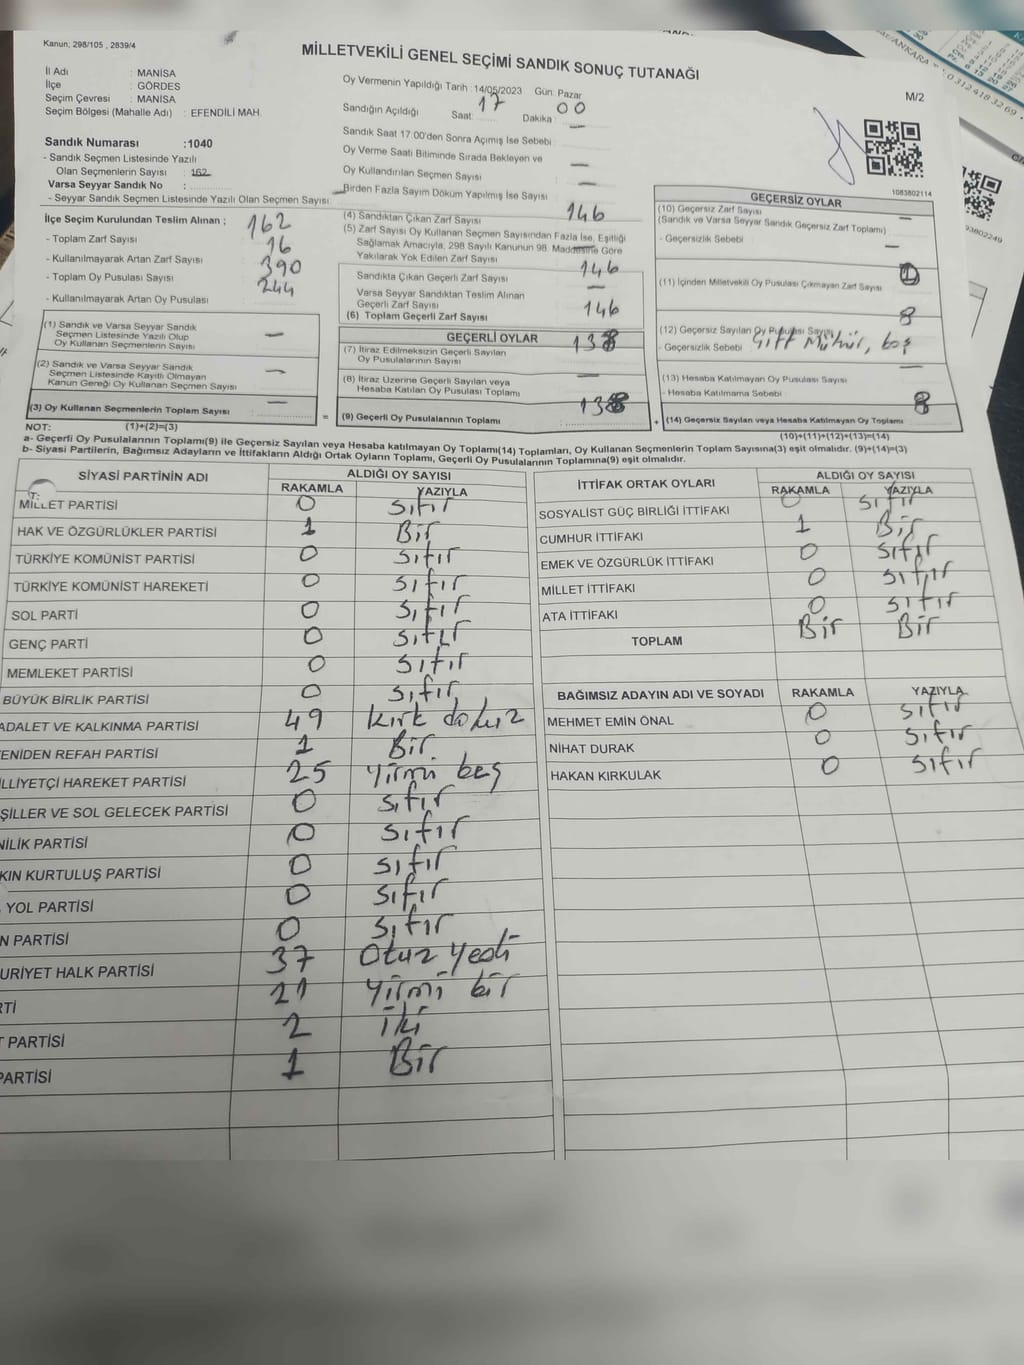 Kanun; 298/105 , 2839/4
MİLLETVEKİLİ GENEL SEÇİMİ SANDIK SONUÇ TUTANAĞI
M/2
İl Adı : MANİSA
İlçe : GÖRDES
Seçim Çevresi : MANİSA
Seçim Bölgesi (Mahalle Adı) : EFENDİLİ MAH.
Sandık Numarası :1040
- Sandık Seçmen Listesinde Yazılı
Olan Seçmenlerin Sayısı : 162
Varsa Seyyar Sandık No :
- Seyyar Sandık Seçmen Listesinde Yazılı Olan Seçmen Sayısı:
İlçe Seçim Kurulundan Teslim Alınan ;
- Toplam Zarf Sayısı 162
- Kullanılmayarak Artan Zarf Sayısı 16
- Toplam Oy Pusulası Sayısı 390
- Kullanılmayarak Artan Oy Pusulası 244
(1) Sandık ve Varsa Seyyar Sandık
Seçmen Listesinde Yazılı Olup
Oy Kullanan Seçmenlerin Sayısı —
(2) Sandık ve Varsa Seyyar Sandık
Seçmen Listesinde Kayıtlı Olmayan
Kanun Gereği Oy Kullanan Seçmen Sayısı —
(3) Oy Kullanan Seçmenlerin Toplam Sayısı : —
Oy Vermenin Yapıldığı Tarih : 14/05/2023 Gün: Pazar
Sandığın Açıldığı Saat: 17 Dakika: 00
Sandık Saat 17.00'den Sonra Açımış İse Sebebi —
Oy Verme Saati Bitiminde Sırada Bekleyen ve
Oy Kullandırılan Seçmen Sayısı —
Birden Fazla Sayım Döküm Yapılmış İse Sayısı —
(4) Sandıktan Çıkan Zarf Sayısı 146
(5) Zarf Sayısı Oy Kullanan Seçmen Sayısından Fazla İse, Eşitliği
Sağlamak Amacıyla, 298 Sayılı Kanunun 98. Maddesine Göre
Yakılarak Yok Edilen Zarf Sayısı —
Sandıkta Çıkan Geçerli Zarf Sayısı 146
Varsa Seyyar Sandıktan Teslim Alınan
Geçerli Zarf Sayısı —
(6) Toplam Geçerli Zarf Sayısı 146
GEÇERLİ OYLAR
(7) İtiraz Edilmeksizin Geçerli Sayılan
Oy Pusulalarının Sayısı 138
(8) İtiraz Üzerine Geçerli Sayılan veya
Hesaba Katılan Oy Pusulası Toplamı —
= (9) Geçerli Oy Pusulalarının Toplamı : 138
1083802114
GEÇERSİZ OYLAR
(10) Geçersiz Zarf Sayısı
(Sandık ve Varsa Seyyar Sandık Geçersiz Zarf Toplamı) —
- Geçersizlik Sebebi —
(11) İçinden Milletvekili Oy Pusulası Çıkmayan Zarf Sayısı
(12) Geçersiz Sayılan Oy Pusulası Sayısı 8
- Geçersizlik Sebebi Çift Mühür, boş
(13) Hesaba Katılmayan Oy Pusulası Sayısı —
- Hesaba Katılmama Sebebi
+ (14) Geçersiz Sayılan veya Hesaba Katılmayan Oy Toplamı 8
NOT: (1)+(2)=(3)
(10)+(11)+(12)+(13)=(14)
a- Geçerli Oy Pusulalarının Toplamı(9) ile Geçersiz Sayılan veya Hesaba katılmayan Oy Toplamı(14) Toplamları, Oy Kullanan Seçmenlerin Toplam Sayısına(3) eşit olmalıdır. (9)+(14)=(3)
b- Siyasi Partilerin, Bağımsız Adayların ve İttifakların Aldığı Ortak Oyların Toplamı, Geçerli Oy Pusulalarının Toplamına(9) eşit olmalıdır.
SİYASİ PARTİNİN ADI ALDIĞI OY SAYISI
RAKAMLA YAZIYLA
MİLLET PARTİSİ 0 Sıfır
HAK VE ÖZGÜRLÜKLER PARTİSİ 1 Bir
TÜRKİYE KOMÜNİST PARTİSİ 0 Sıfır
TÜRKİYE KOMÜNİST HAREKETİ 0 Sıfır
SOL PARTİ 0 Sıfır
GENÇ PARTİ 0 Sıfır
MEMLEKET PARTİSİ 0 Sıfır
BÜYÜK BİRLİK PARTİSİ 0 Sıfır
ADALET VE KALKINMA PARTİSİ 49 kırk dokuz
ENİDEN REFAH PARTİSİ 1 Bir
LLİYETÇİ HAREKET PARTİSİ 25 yirmi beş
ŞİLLER VE SOL GELECEK PARTİSİ 0 Sıfır
NİLİK PARTİSİ 0 Sıfır
KIN KURTULUŞ PARTİSİ 0 Sıfır
YOL PARTİSİ 0 Sıfır
N PARTİSİ 0 Sıfır
URİYET HALK PARTİSİ 37 Otuz Yedi
RTİ 21 Yirmi bir
T PARTİSİ 2 İki
PARTİSİ 1 Bir
İTTİFAK ORTAK OYLARI ALDIĞI OY SAYISI
RAKAMLA YAZIYLA
SOSYALİST GÜÇ BİRLİĞİ İTTİFAKI 0 Sıfır
CUMHUR İTTİFAKI 1 Bir
EMEK VE ÖZGÜRLÜK İTTİFAKI 0 Sıfır
MİLLET İTTİFAKI 0 Sıfır
ATA İTTİFAKI 0 Sıfır
TOPLAM Bir Bir
BAĞIMSIZ ADAYIN ADI VE SOYADI RAKAMLA YAZIYLA
MEHMET EMİN ÖNAL 0 Sıfır
NİHAT DURAK 0 Sıfır
HAKAN KIRKULAK 0 Sıfır
ANKARA
0 312 418 32 69
93802249